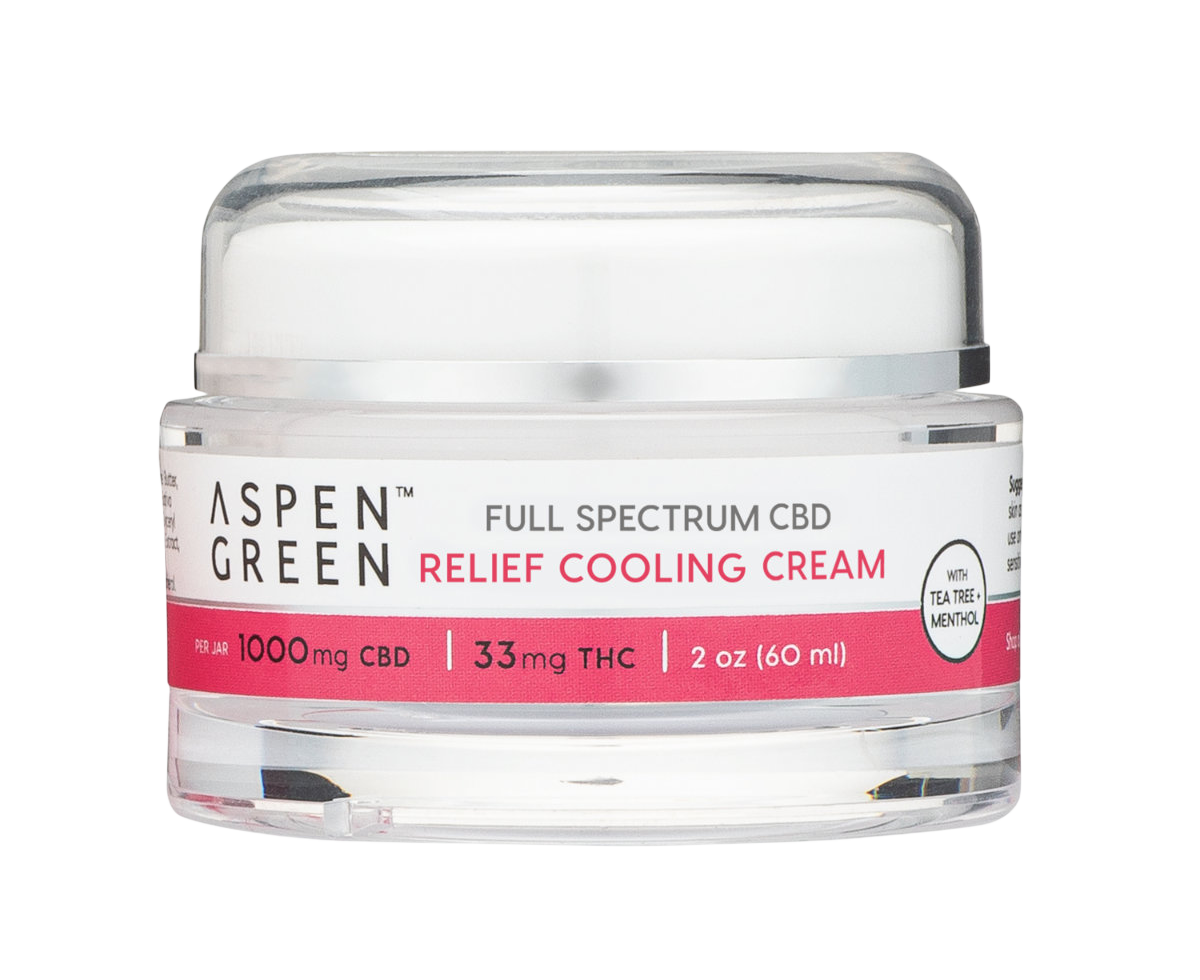 ASPEN™
GREEN
FULL SPECTRUM CBD
RELIEF COOLING CREAM
WITH
TEA TREE +
MENTHOL
PER JAR 1000mg CBD | 33mg THC | 2 oz (60 ml)